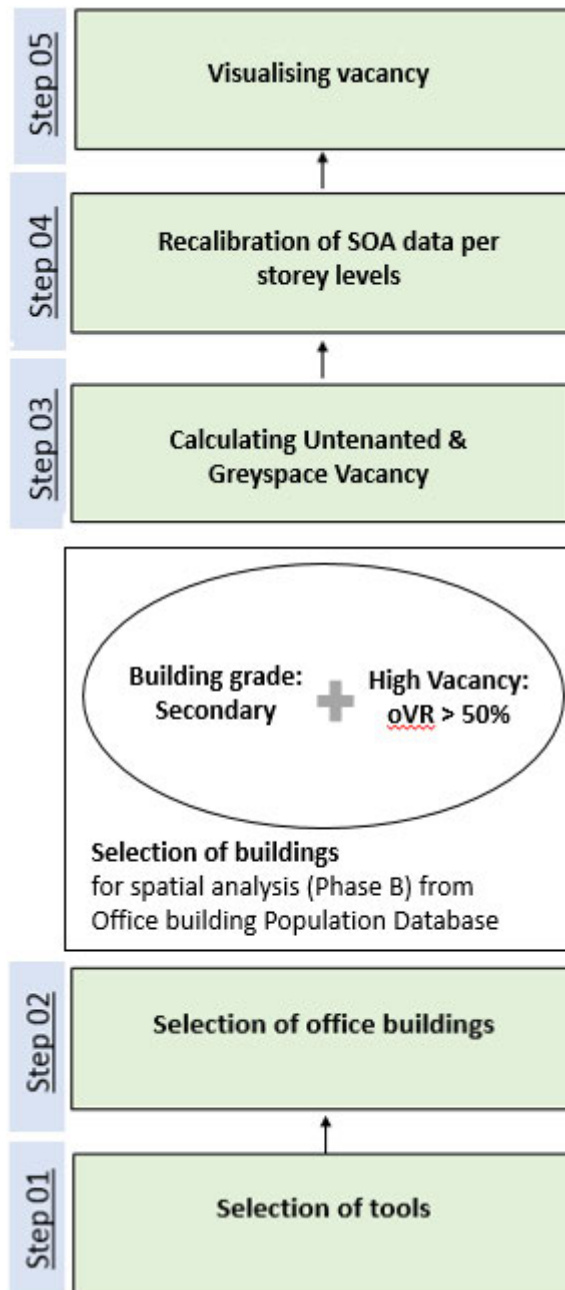 Step 05
Visualising vacancy
Step 04
Recalibration of SOA data per
storey levels
Step 03
Calculating Untenanted &
Greyspace Vacancy
Building grade:
Secondary
High Vacancy:
oVR > 50%
Selection of buildings
for spatial analysis (Phase B) from
Office building Population Database
Step 02
Selection of office buildings
Step 01
Selection of tools